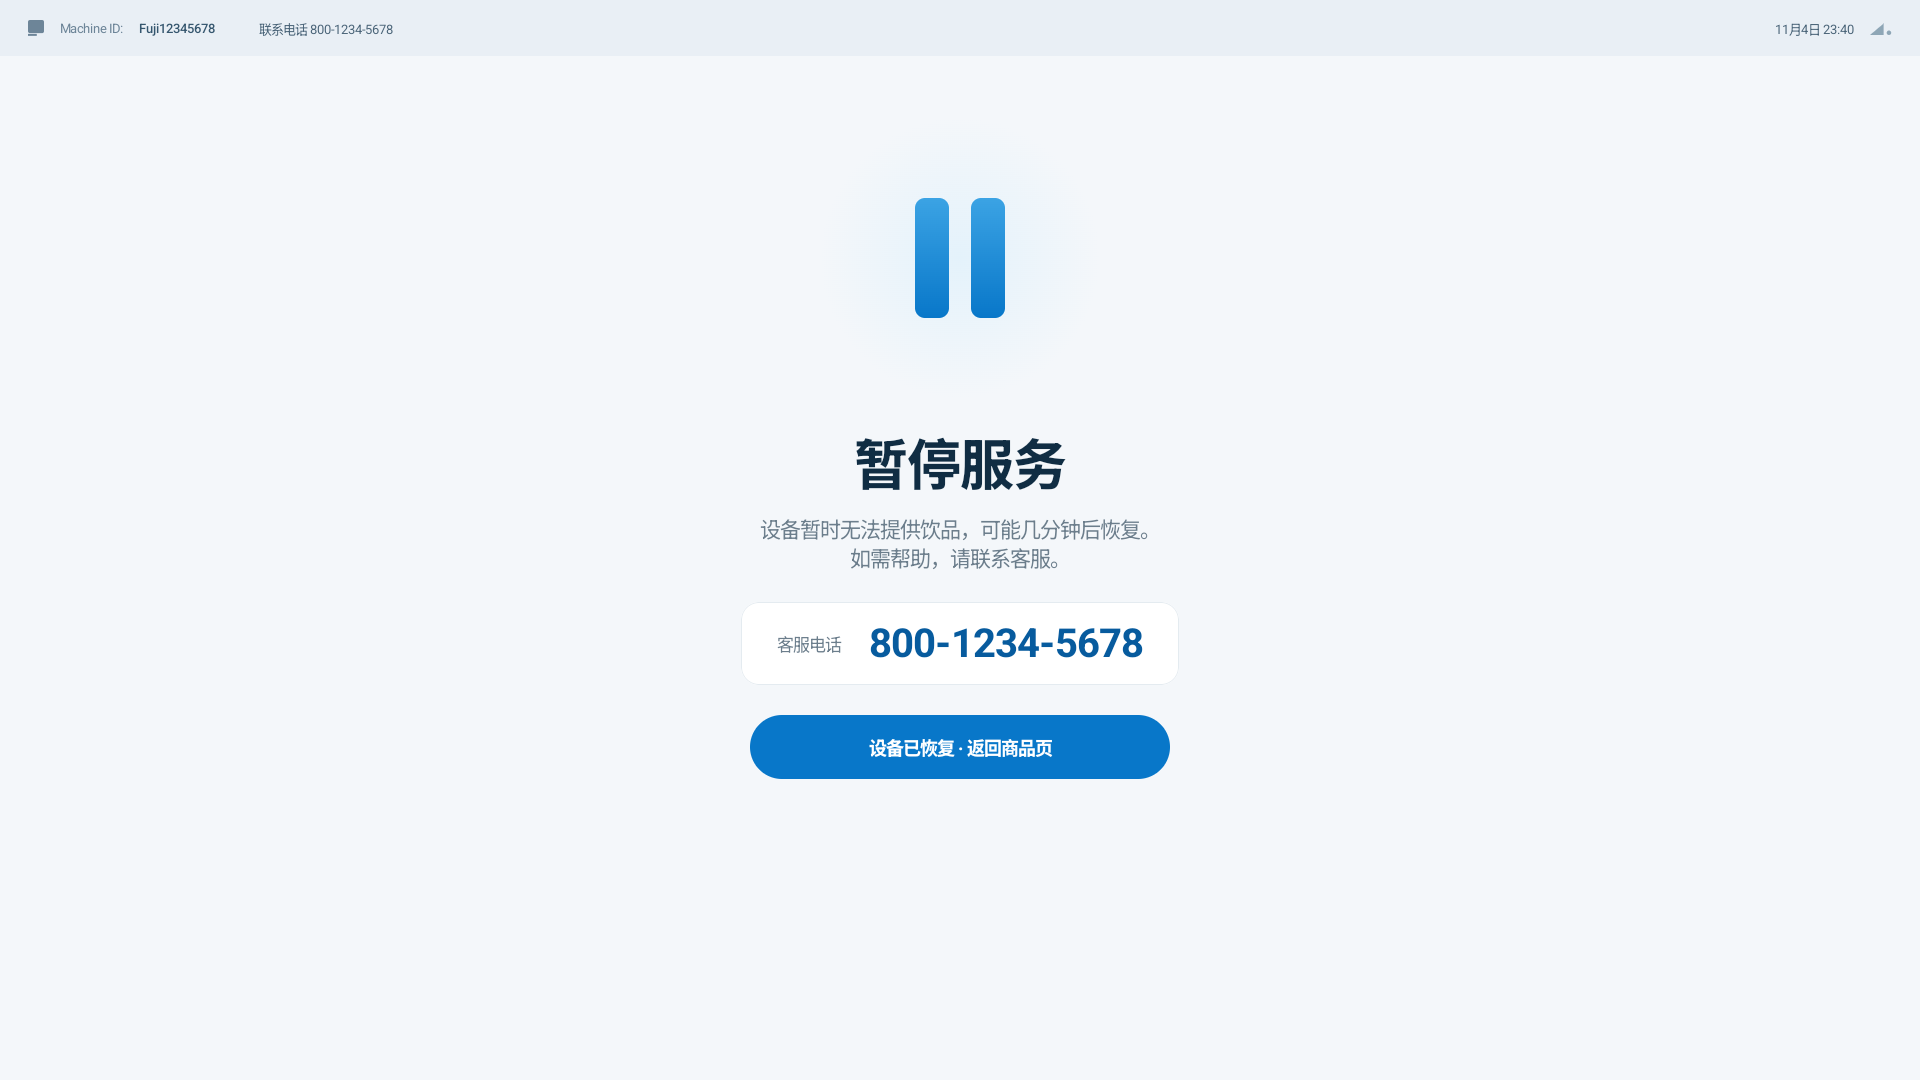 Machine ID: Fuji12345678 联系电话 800-1234-5678 11月4日 23:40
暂停服务
设备暂时无法提供饮品，可能几分钟后恢复。
如需帮助，请联系客服。
客服电话 800-1234-5678
设备已恢复 · 返回商品页